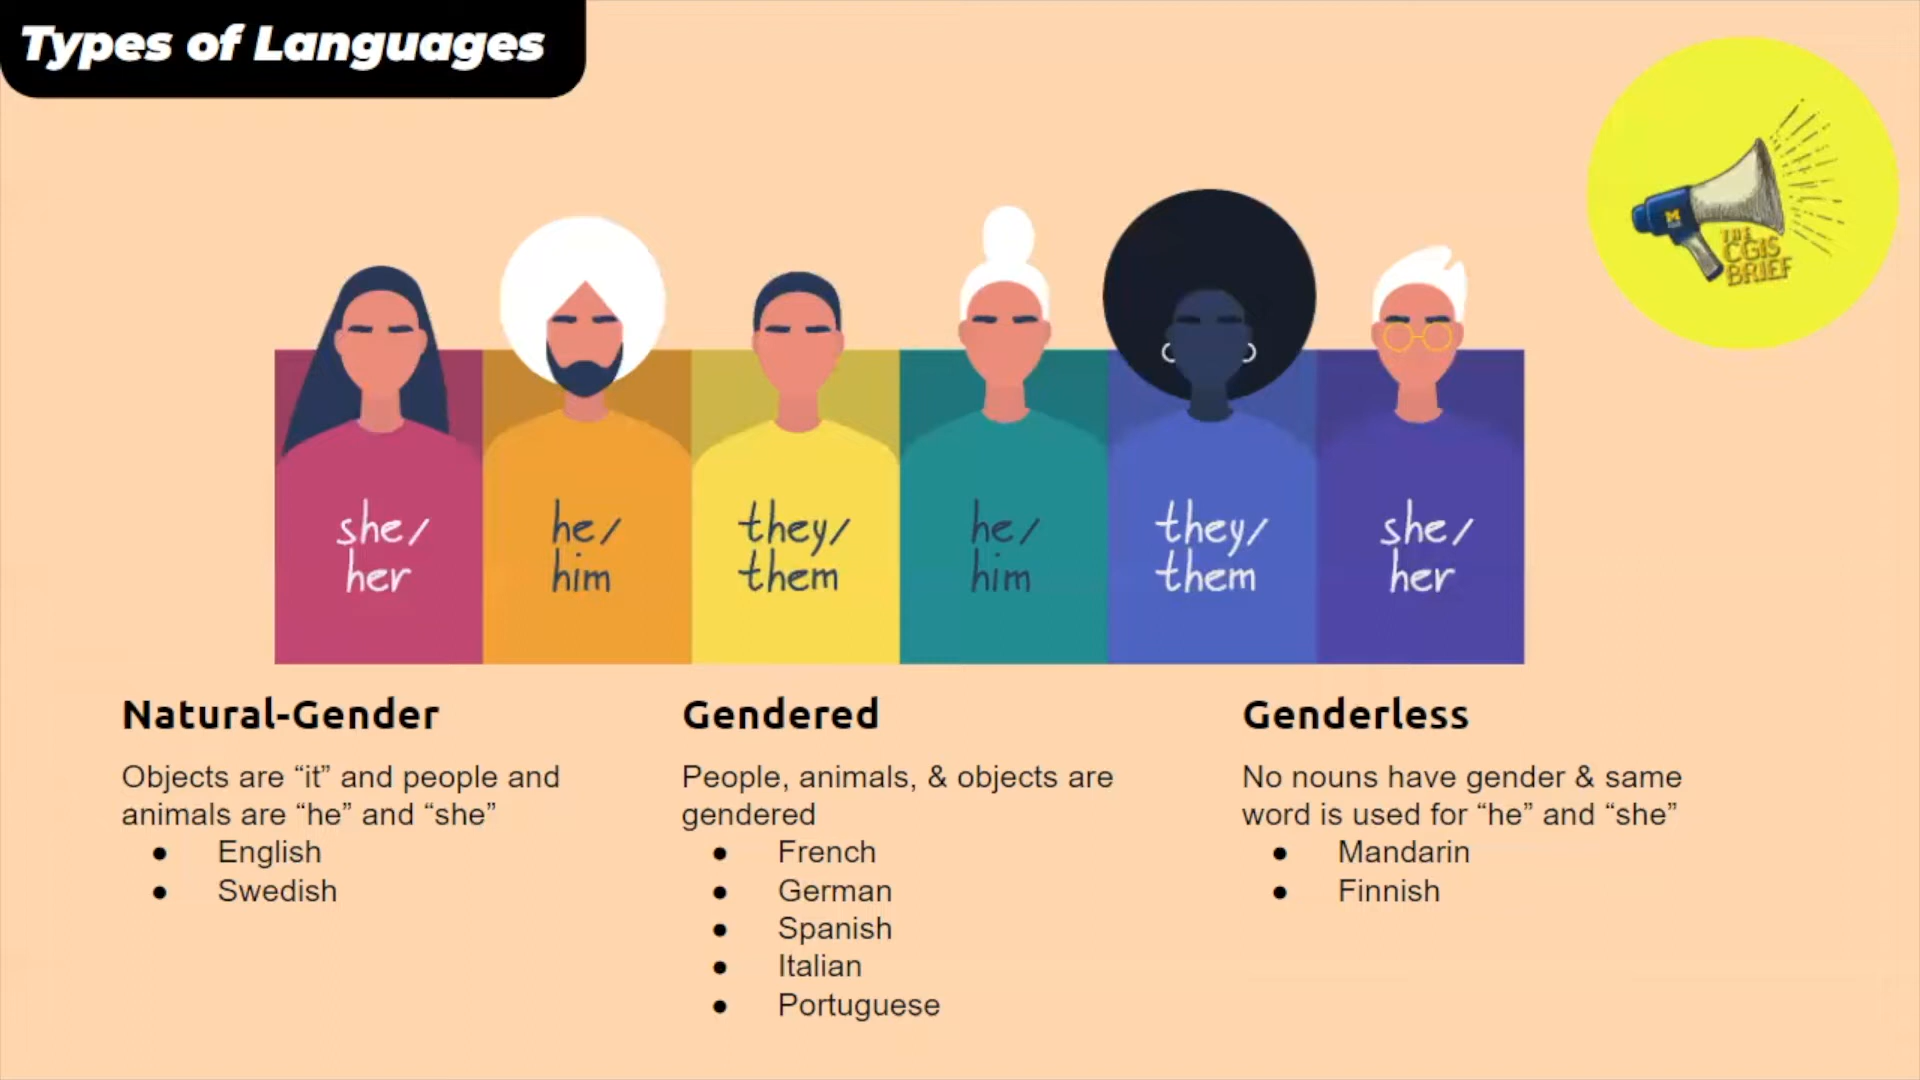 Types of Languages
M
THE
CGIS
BRIEF
she/
her
he/
him
they/
them
he/
him
they/
them
she/
her
Natural-Gender
Objects are “it” and people and
animals are “he” and “she”
● English
● Swedish
Gendered
People, animals, & objects are
gendered
● French
● German
● Spanish
● Italian
● Portuguese
Genderless
No nouns have gender & same
word is used for “he” and “she”
● Mandarin
● Finnish